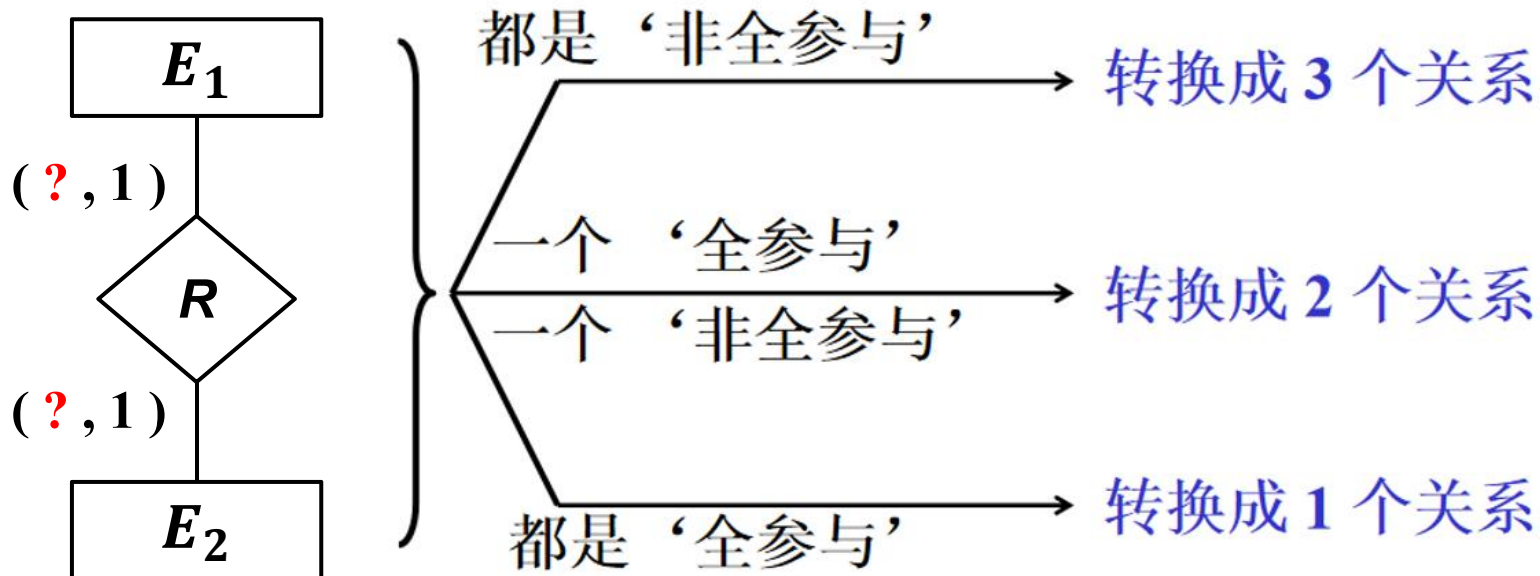 E₁
( ? , 1 )
R
( ? , 1 )
E₂
都是‘非全参与’
转换成 3 个关系
一个 ‘全参与’
一个 ‘非全参与’
转换成 2 个关系
都是‘全参与’
转换成 1 个关系